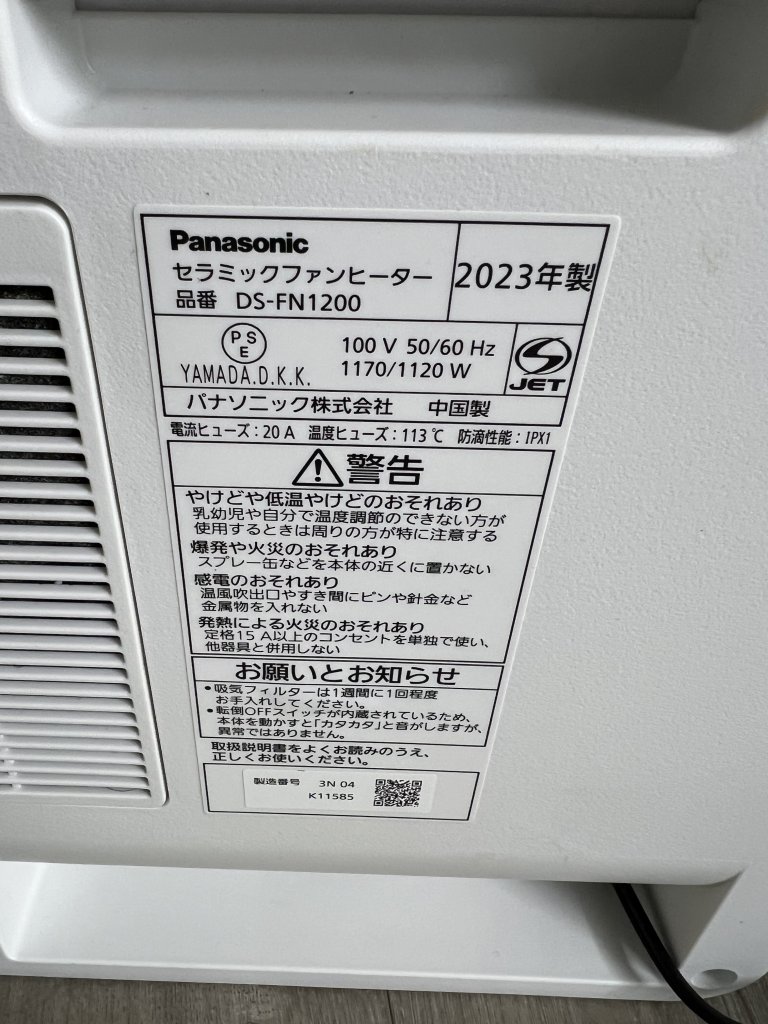 Panasonic
セラミックファンヒーター
品番 DS-FN1200
2023年製
PSE
YAMADA.D.K.K.
100 V 50/60 Hz
1170/1120 W
JET
パナソニック株式会社 中国製
電流ヒューズ:20 A 温度ヒューズ:113℃ 防滴性能:IPX1
警告
やけどや低温やけどのおそれあり
乳幼児や自分で温度調節のできない方が
使用するときは周りの方が特に注意する
爆発や火災のおそれあり
スプレー缶などを本体の近くに置かない
感電のおそれあり
温風吹出口やすき間にピンや針金など
金属物を入れない
発熱による火災のおそれあり
定格15 A以上のコンセントを単独で使い、
他器具と併用しない
お願いとお知らせ
•吸気フィルターは1週間に1回程度
お手入れしてください。
•転倒OFFスイッチが内蔵されているため、
本体を動かすと「カタカタ」と音がしますが、
異常ではありません。
取扱説明書をよくお読みのうえ、
正しくお使いください。
製造番号 3N 04
K11585